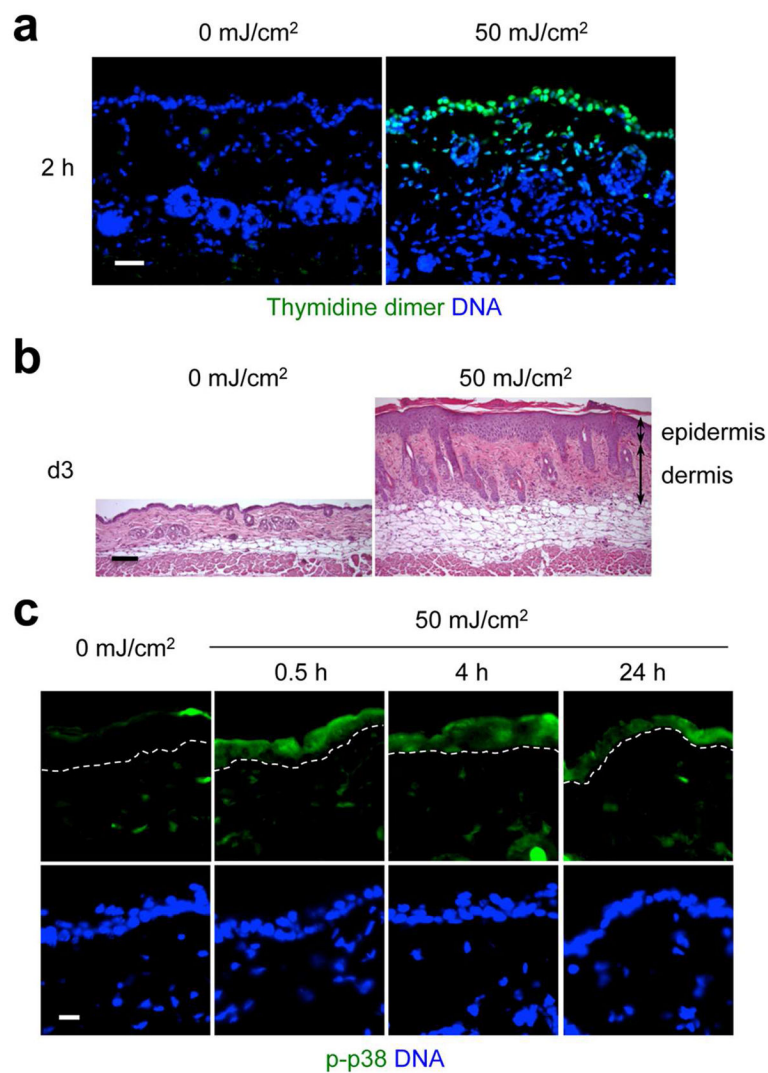 a
0 mJ/cm²
50 mJ/cm²
2 h
Thymidine dimer DNA
b
0 mJ/cm²
50 mJ/cm²
d3
epidermis
dermis
c
50 mJ/cm²
0 mJ/cm²
0.5 h
4 h
24 h
p-p38 DNA